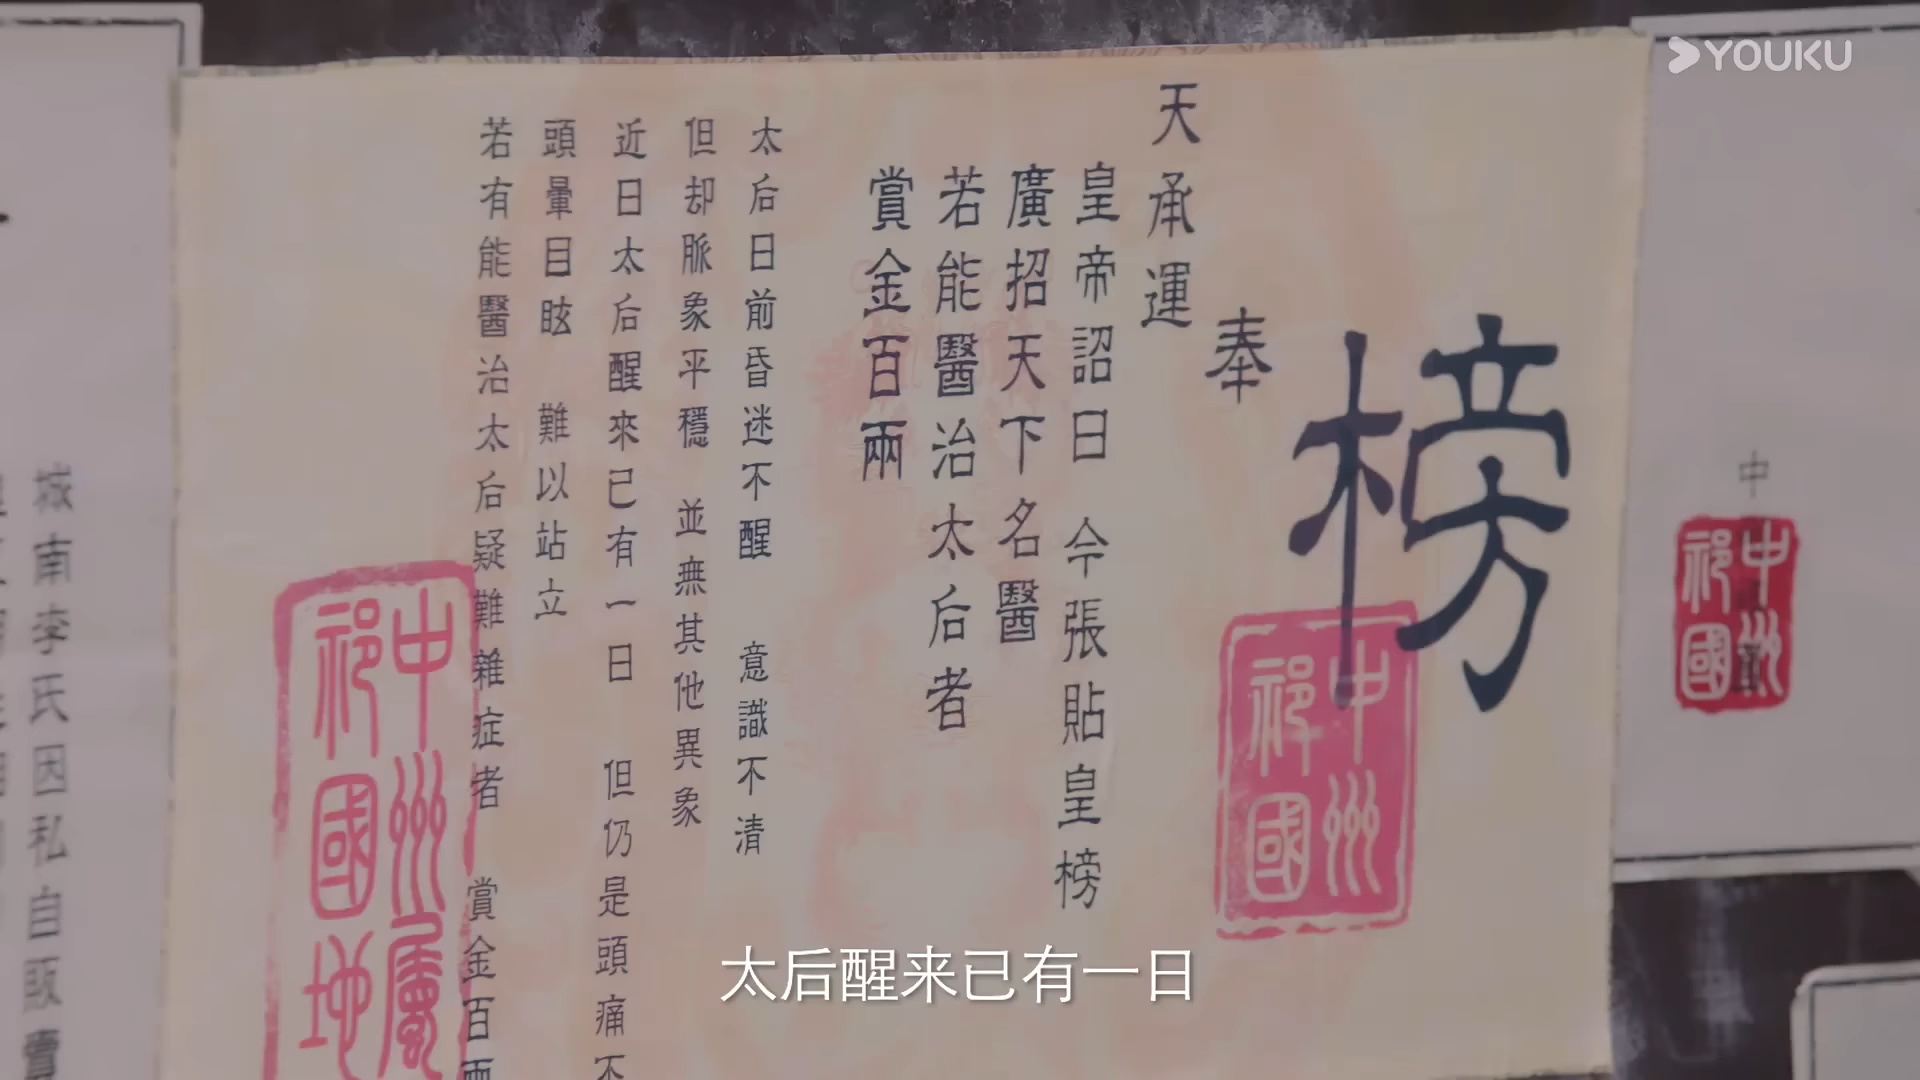 YOUKU
榜
奉
天承運
皇帝詔曰 今張貼皇榜
廣招天下名醫
若能醫治太后者
賞金百兩
太后日前昏迷不醒 意識不清
但却脈象平穩 並無其他異象
近日太后醒來已有一日 但仍是頭痛不
頭暈目眩 難以站立
若有能醫治太后疑難雜症者 賞金百兩
中州
祁國
中州屬
祁國地
中
中州
祁國
城南李氏因私自販賣
太后醒来已有一日